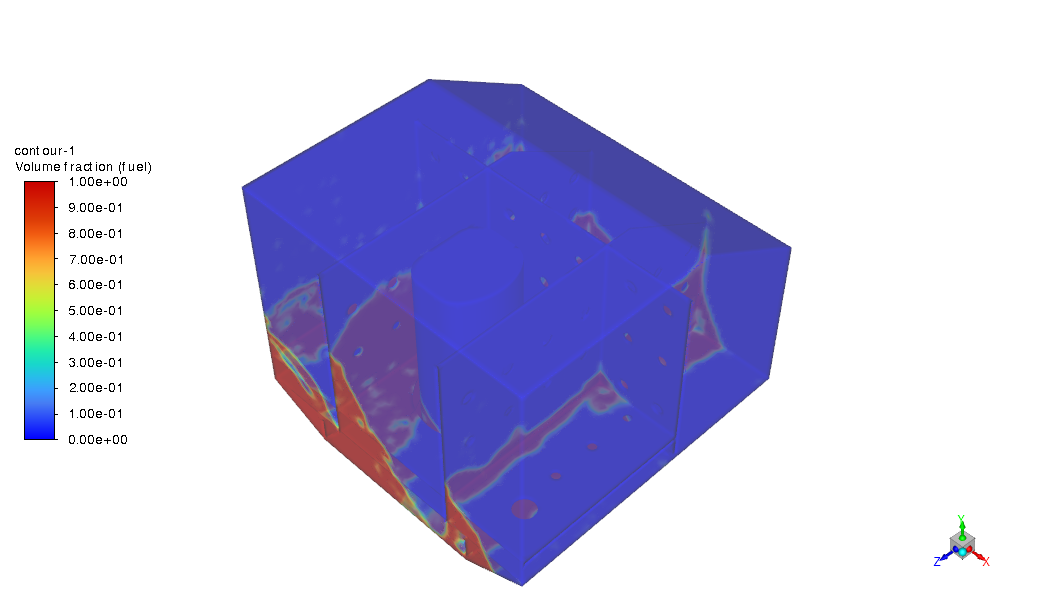 contour-1
Volume fraction (fuel)
1.00e+00
9.00e-01
8.00e-01
7.00e-01
6.00e-01
5.00e-01
4.00e-01
3.00e-01
2.00e-01
1.00e-01
0.00e+00
Y
Z
X